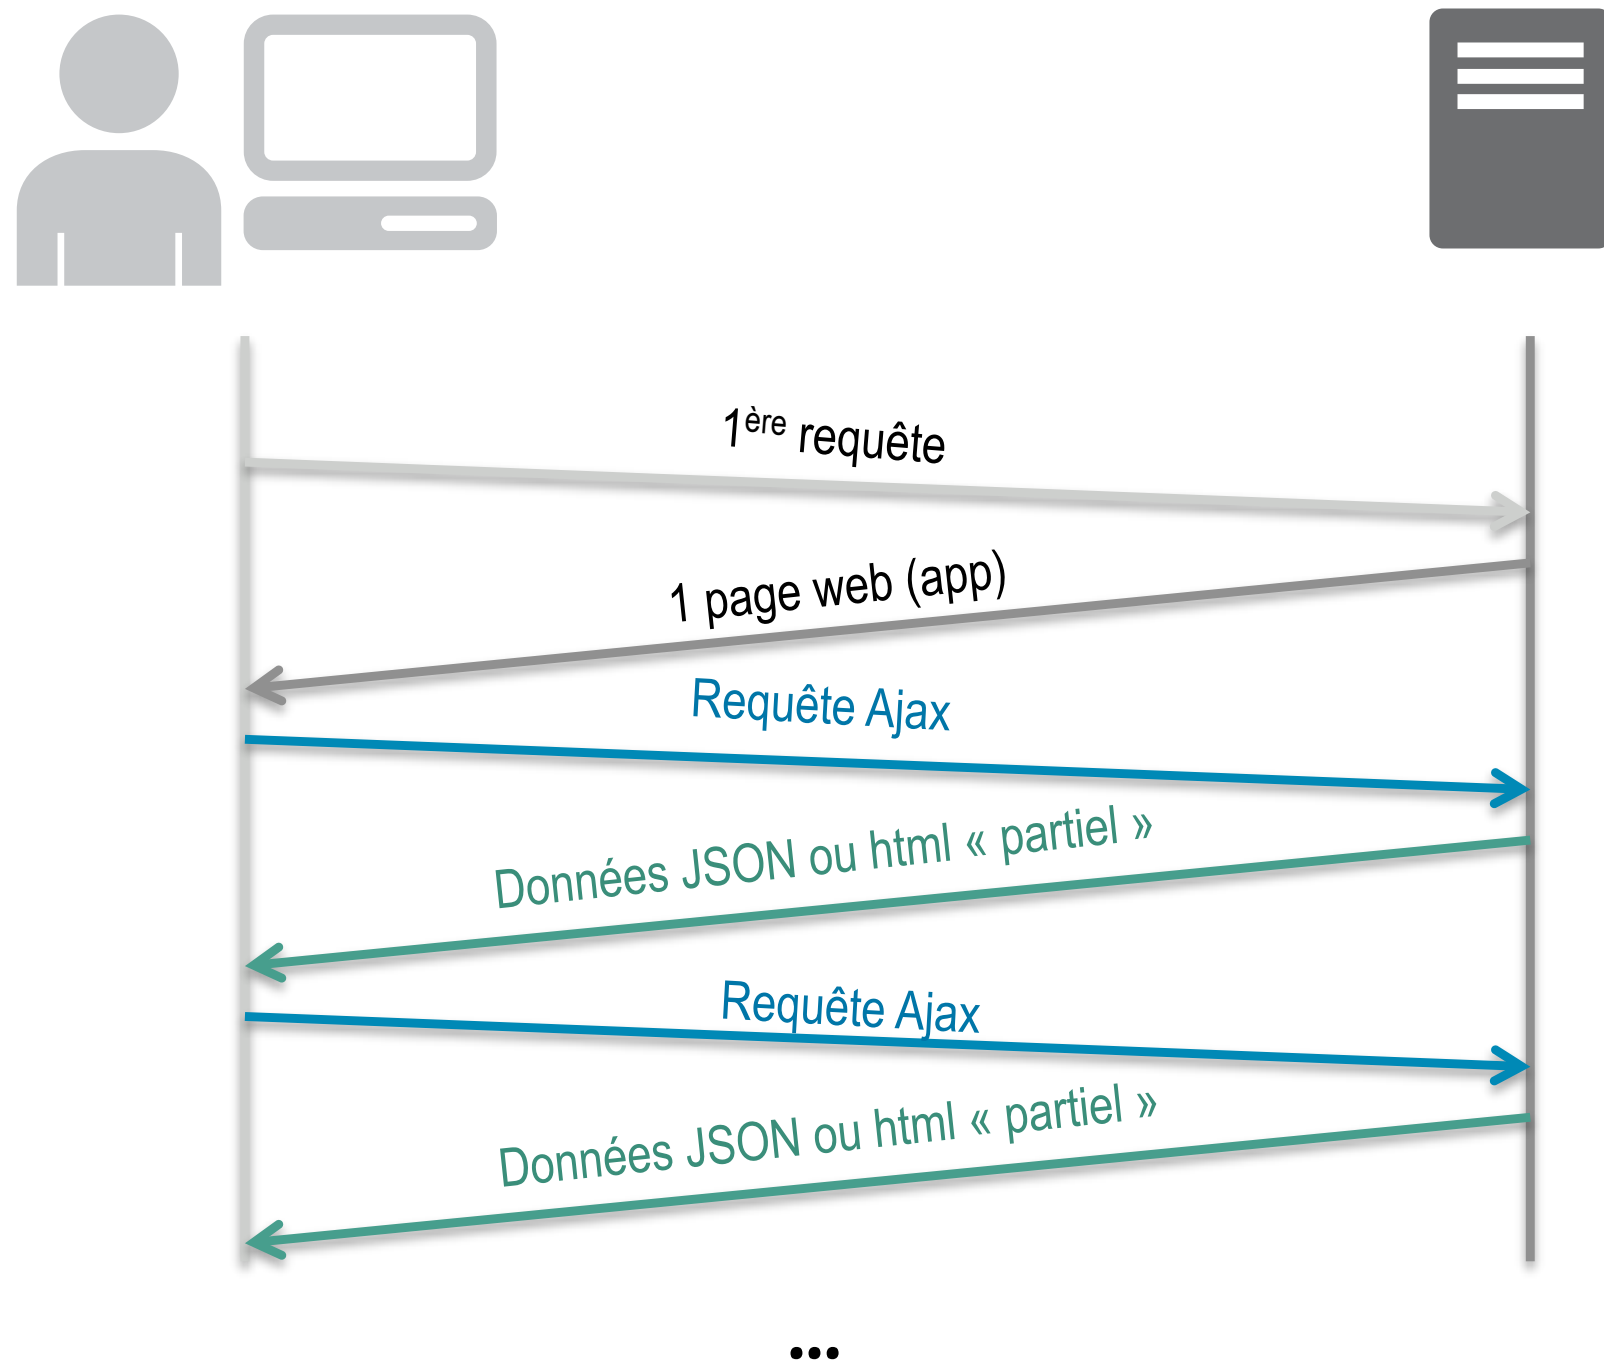 1ère requête
1 page web (app)
Requête Ajax
Données JSON ou html « partiel »
Requête Ajax
Données JSON ou html « partiel »
...